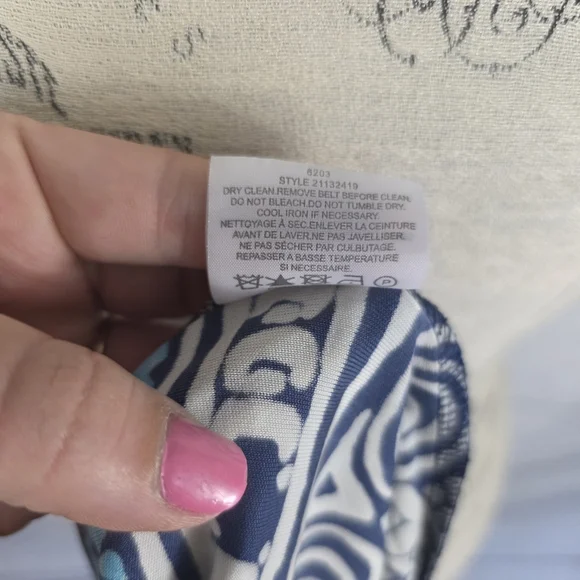 6203
STYLE 21132419
DRY CLEAN.REMOVE BELT BEFORE CLEAN,
DO NOT BLEACH.DO NOT TUMBLE DRY.
COOL IRON IF NECESSARY.
NETTOYAGE À SEC.ENLEVER LA CEINTURE
AVANT DE LAVER.NE PAS JAVELLISER.
NE PAS SÉCHER PAR CULBUTAGE.
REPASSER A BASSE TEMPÉRATURE
SI NECESSAIRE.
P